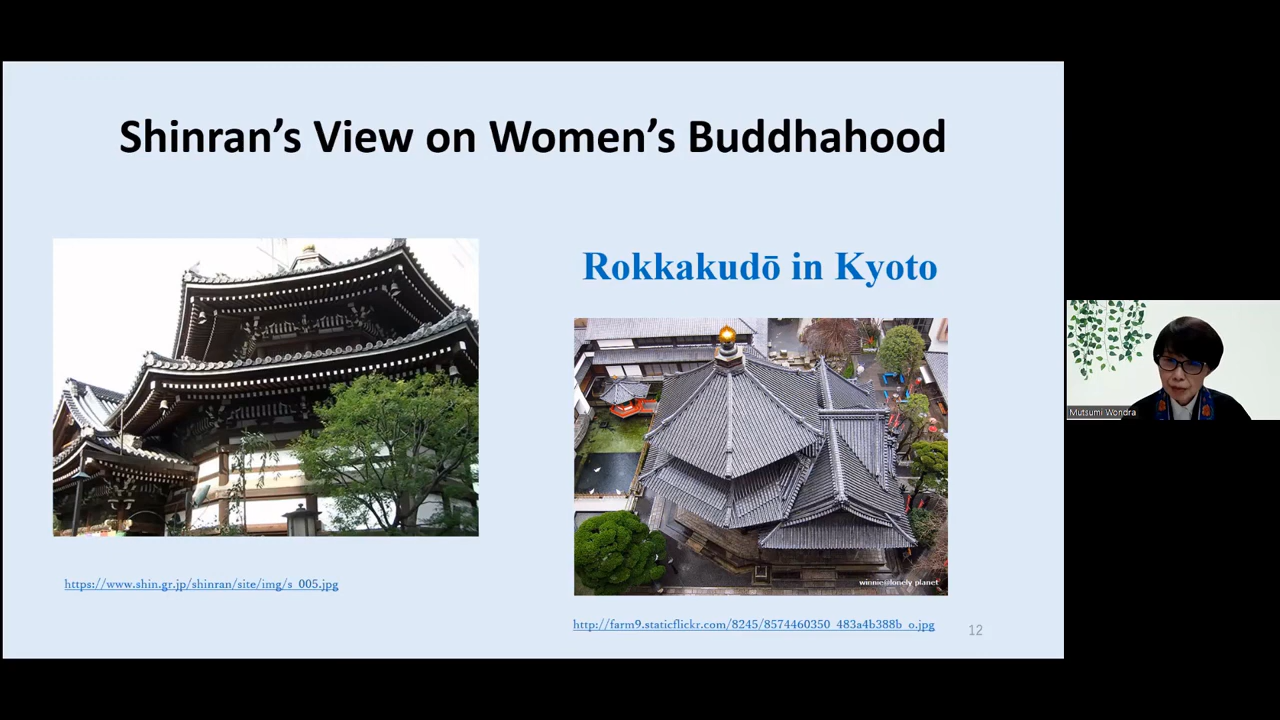 Shinran's View on Women's Buddhahood
Rokkakudō in Kyoto
winnie@lonely planet
https://www.shin.gr.jp/shinran/site/img/s_005.jpg
http://farm9.staticflickr.com/8245/8574460350_483a4b388b_o.jpg
12
Mutsumi Wondra